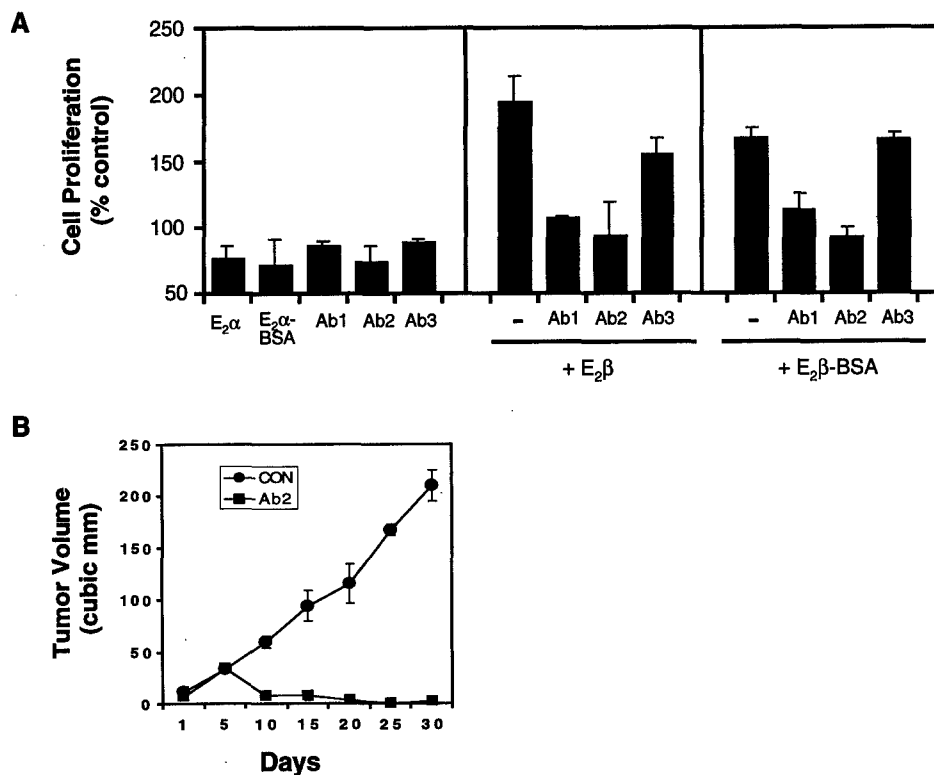 A
Cell Proliferation
(% control)
250
200
150
100
50
E₂α
E₂α-
BSA
Ab1
Ab2
Ab3
-
Ab1
Ab2
Ab3
+ E₂β
-
Ab1
Ab2
Ab3
+ E₂β-BSA
B
Tumor Volume
(cubic mm)
250
200
150
100
50
0
CON
Ab2
1 5 10 15 20 25 30
Days